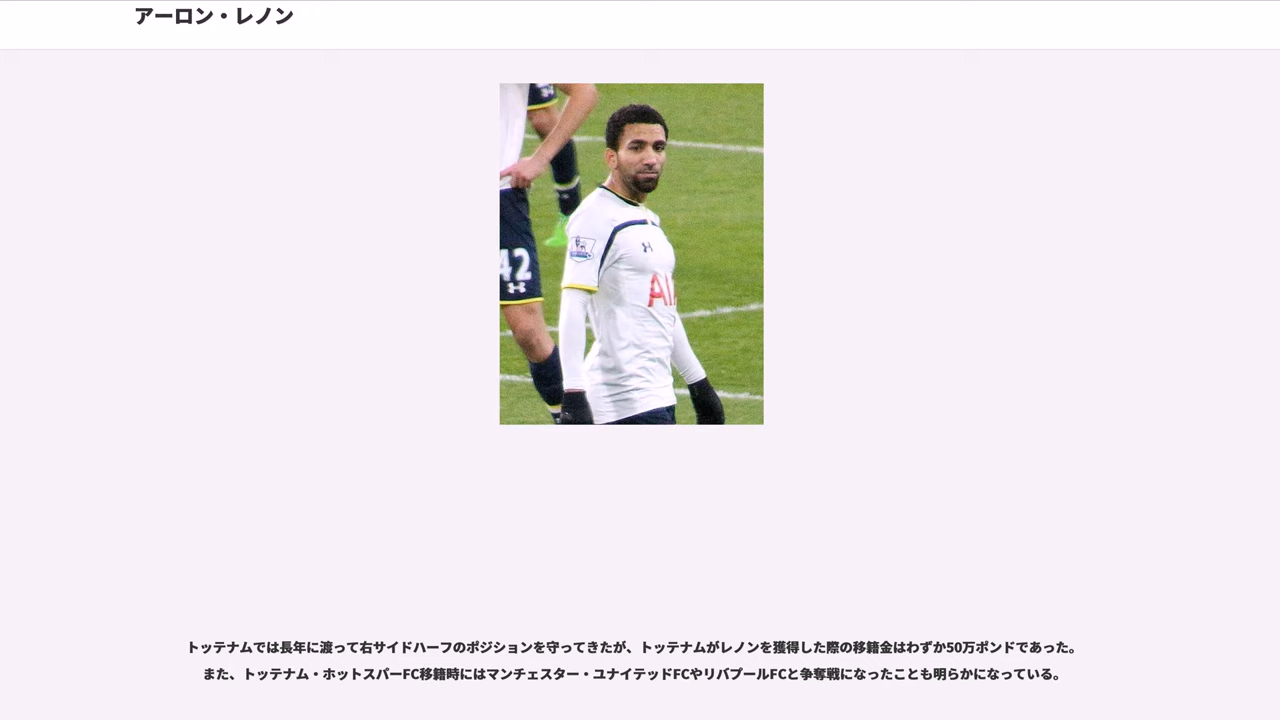 アーロン・レノン
42
AI
トッテナムでは長年に渡って右サイドハーフのポジションを守ってきたが、トッテナムがレノンを獲得した際の移籍金はわずか50万ポンドであった。
また、トッテナム・ホットスパーFC移籍時にはマンチェスター・ユナイテッドFCやリバプールFCと争奪戦になったことも明らかになっている。